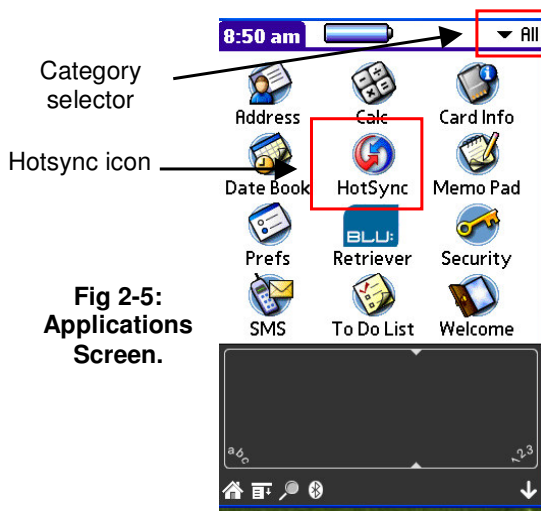 8:50 am
All
Category
selector
Address
Calc
Card Info
Hotsync icon
Date Book
HotSync
Memo Pad
BLU:
Prefs
Retriever
Security
Fig 2-5:
Applications
Screen.
SMS
To Do List
Welcome
abc
123